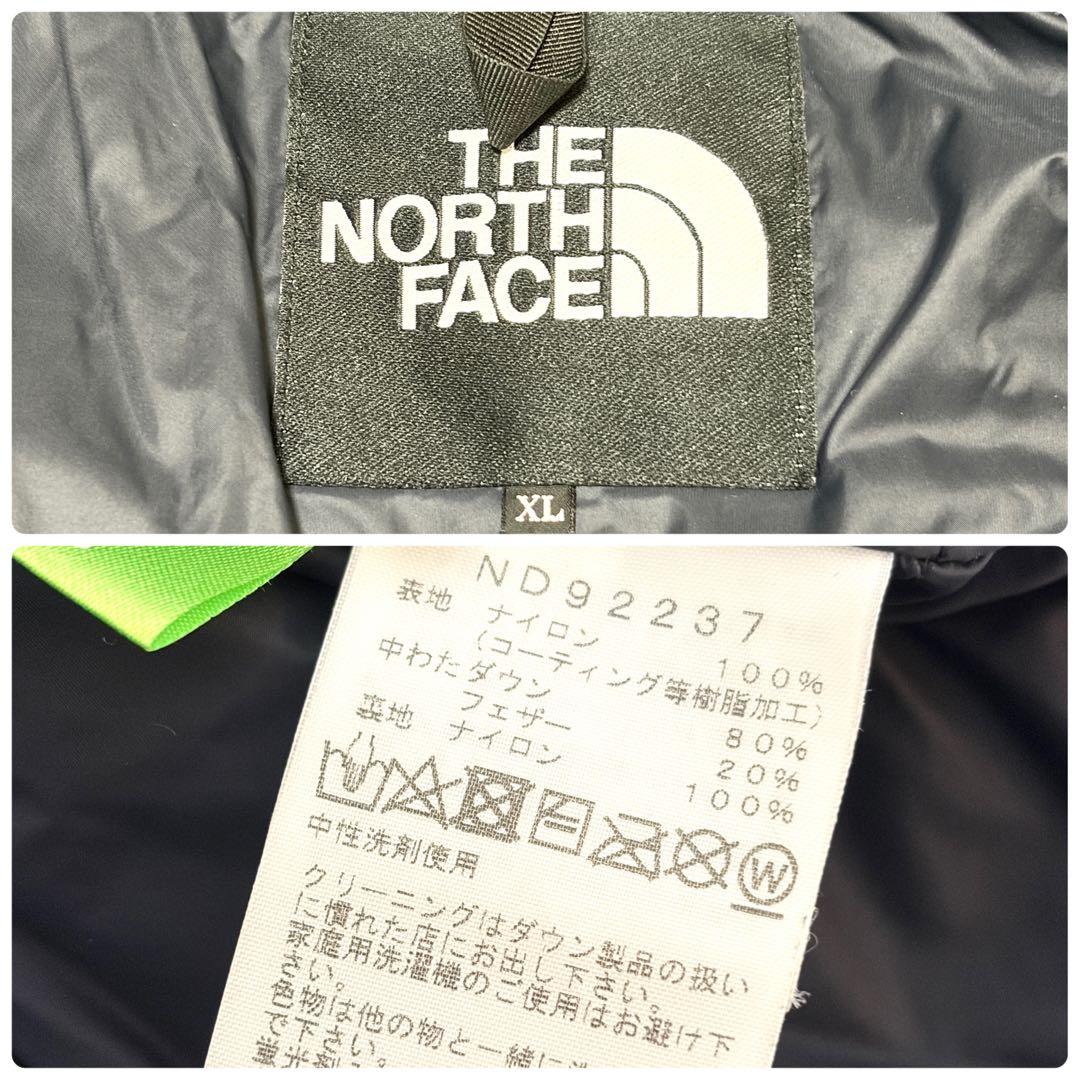 THE
NORTH
FACE
XL
ND92237
表地 ナイロン 100%
(コーティング等樹脂加工)
中わた ダウン 80%
フェザー 20%
裏地 ナイロン 100%
W
中性洗剤使用
クリーニングはダウン製品の扱い
に慣れた店にお出し下さい。
家庭用洗濯機のご使用はお避け下
さい。
色物は他の物と一緒に洗
で下さい。